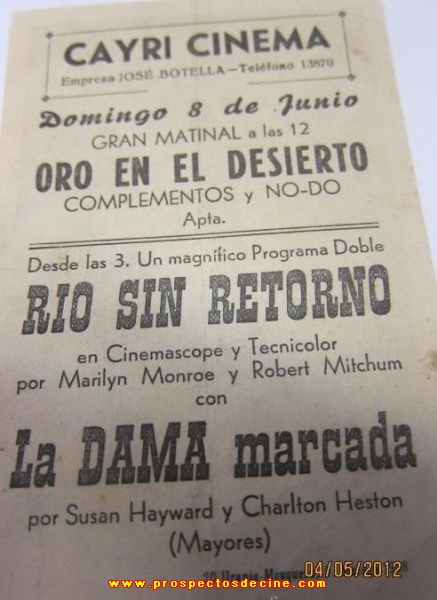 CAYRI CINEMA
Empresa JOSÉ BOTELLA — Teléfono 13870
Domingo 8 de Junio
GRAN MATINAL a las 12
ORO EN EL DESIERTO
COMPLEMENTOS y NO-DO
Apta.
Desde las 3. Un magnífico Programa Doble
RIO SIN RETORNO
en Cinemascope y Tecnicolor
por Marilyn Monroe y Robert Mitchum
con
La DAMA marcada
por Susan Hayward y Charlton Heston
(Mayores)
04/05/2012
www.prospectosdecine.com